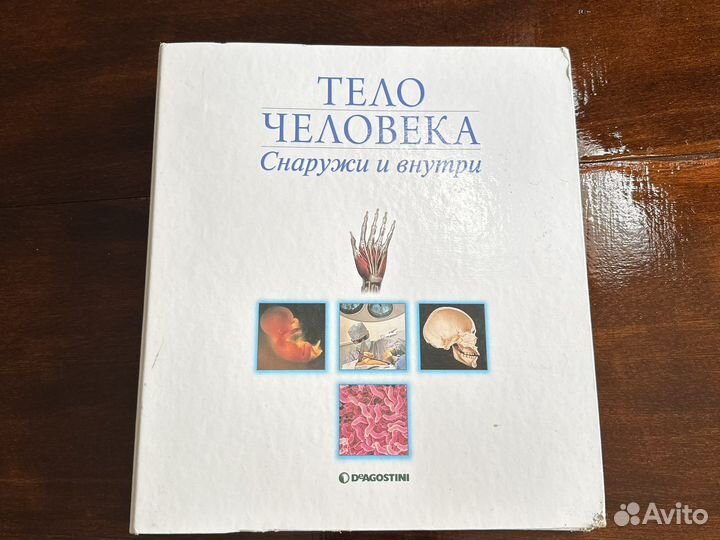 ТЕЛО
ЧЕЛОВЕКА
Снаружи и внутри
DeAGOSTINI
Avito